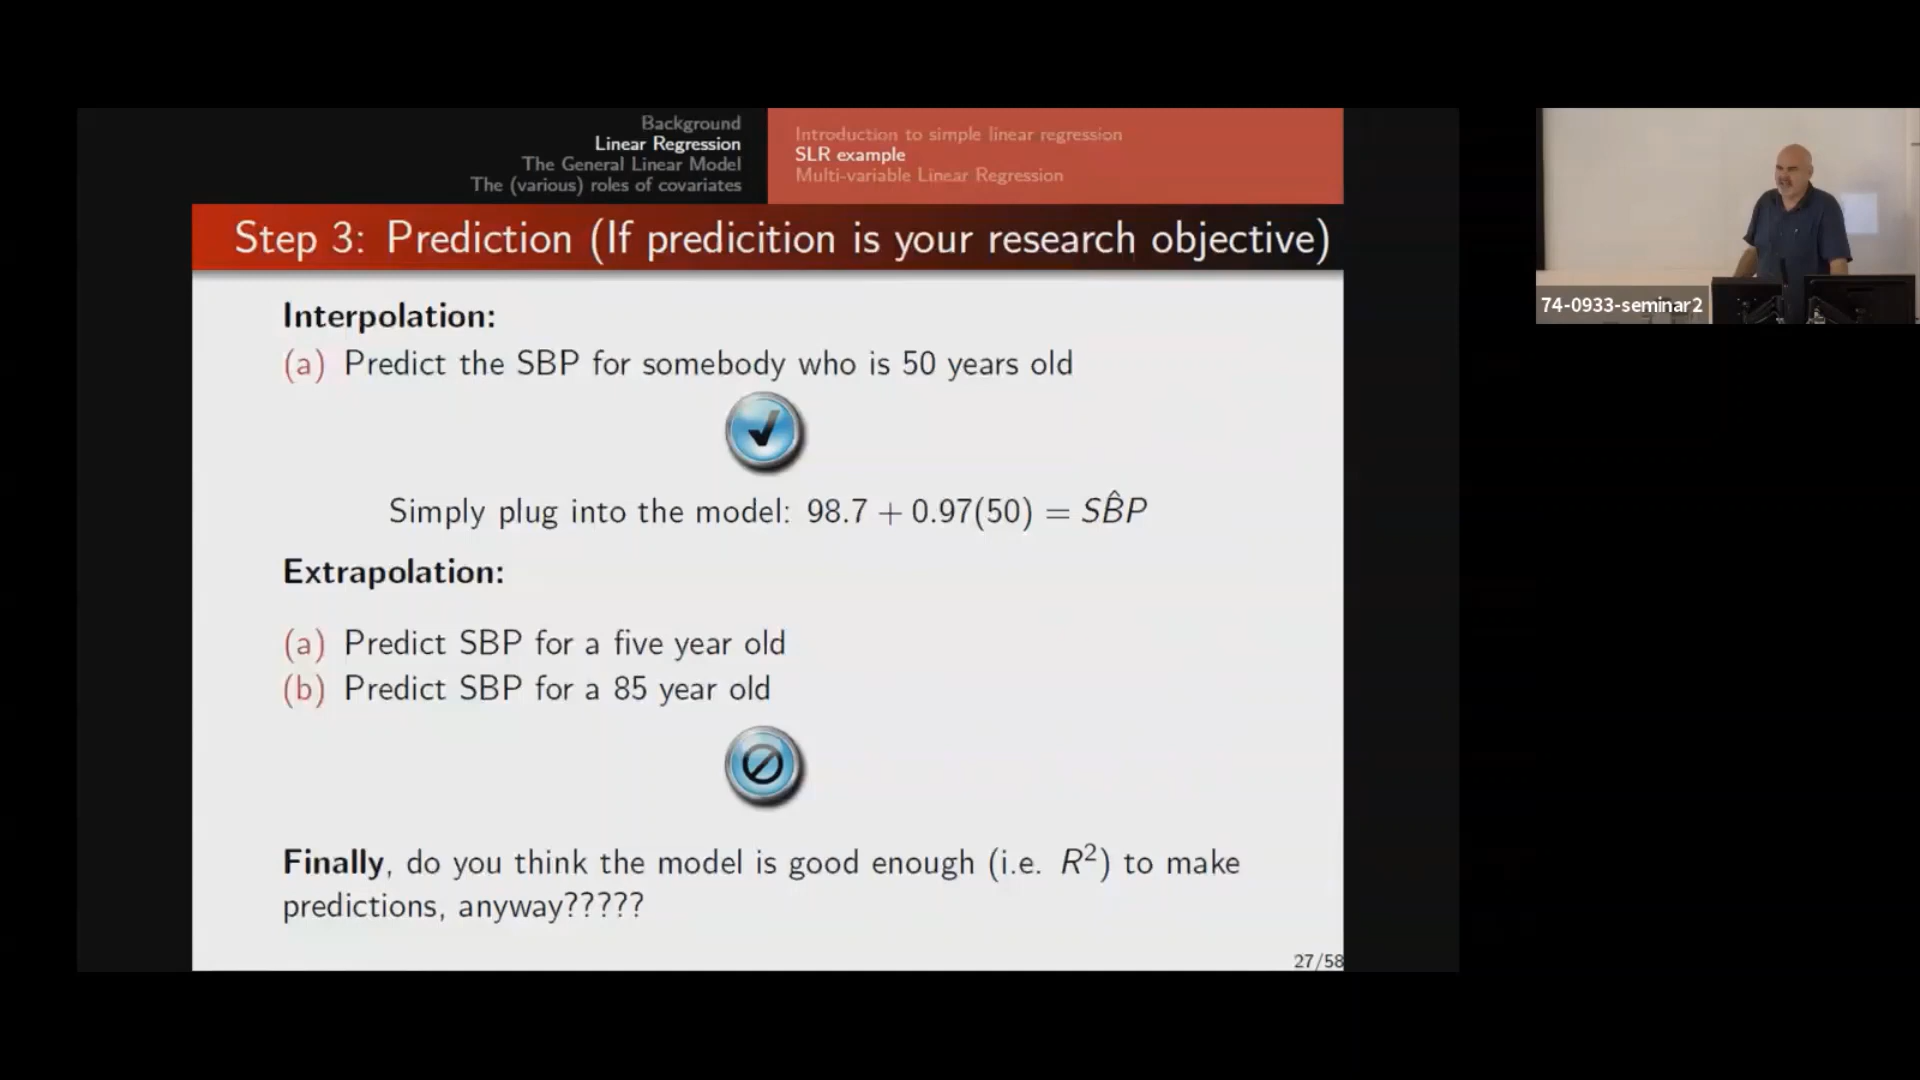 Background
Linear Regression
The General Linear Model
The (various) roles of covariates
Introduction to simple linear regression
SLR example
Multi-variable Linear Regression
Step 3: Prediction (If predicition is your research objective)
Interpolation:
(a) Predict the SBP for somebody who is 50 years old
Simply plug into the model: 98.7 + 0.97(50) = SB̂P
Extrapolation:
(a) Predict SBP for a five year old
(b) Predict SBP for a 85 year old
Finally, do you think the model is good enough (i.e. R²) to make
predictions, anyway?????
27/58
74-0933-seminar2